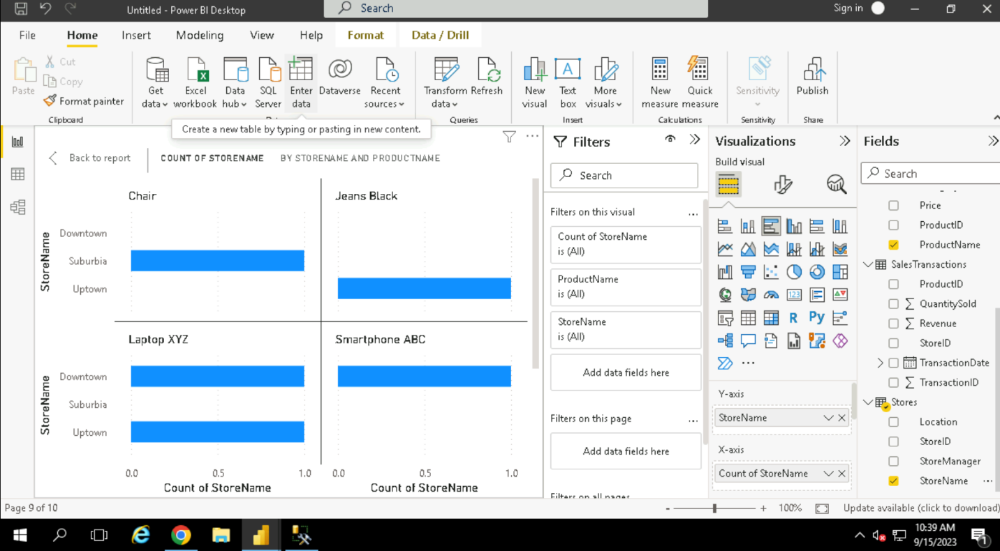 Untitled - Power BI Desktop
Search
Sign in
File Home Insert Modeling View Help Format Data / Drill
Paste
Cut
Copy
Format painter
Get data
Excel workbook
Data hub
SQL Server
Enter data
Dataverse
Recent sources
Transform data
Refresh
New visual
Text box
More visuals
New measure
Quick measure
Sensitivity
Publish
Clipboard
Queries
Insert
Calculations
Sensitivity
Share
Create a new table by typing or pasting in new content.
Back to report
COUNT OF STORENAME BY STORENAME AND PRODUCTNAME
Chair
Jeans Black
StoreName
Downtown
Suburbia
Uptown
Laptop XYZ
Smartphone ABC
StoreName
Downtown
Suburbia
Uptown
0.0 0.5 1.0 0.0 0.5 1.0
Count of StoreName Count of StoreName
Filters
Search
Filters on this visual ...
Count of StoreName
is (All)
ProductName
is (All)
StoreName
is (All)
Add data fields here
Filters on this page ...
Add data fields here
Filters on all pages
Visualizations
Build visual
123
R Py
...
Y-axis
StoreName
X-axis
Count of StoreName
Fields
Search
Price
ProductID
ProductName
SalesTransactions
ProductID
∑ QuantitySold
∑ Revenue
StoreID
TransactionDate
∑ TransactionID
Stores
Location
StoreID
StoreManager
StoreName ...
Page 9 of 10
- + 100%
Update available (click to download)
10:39 AM
9/15/2023
1